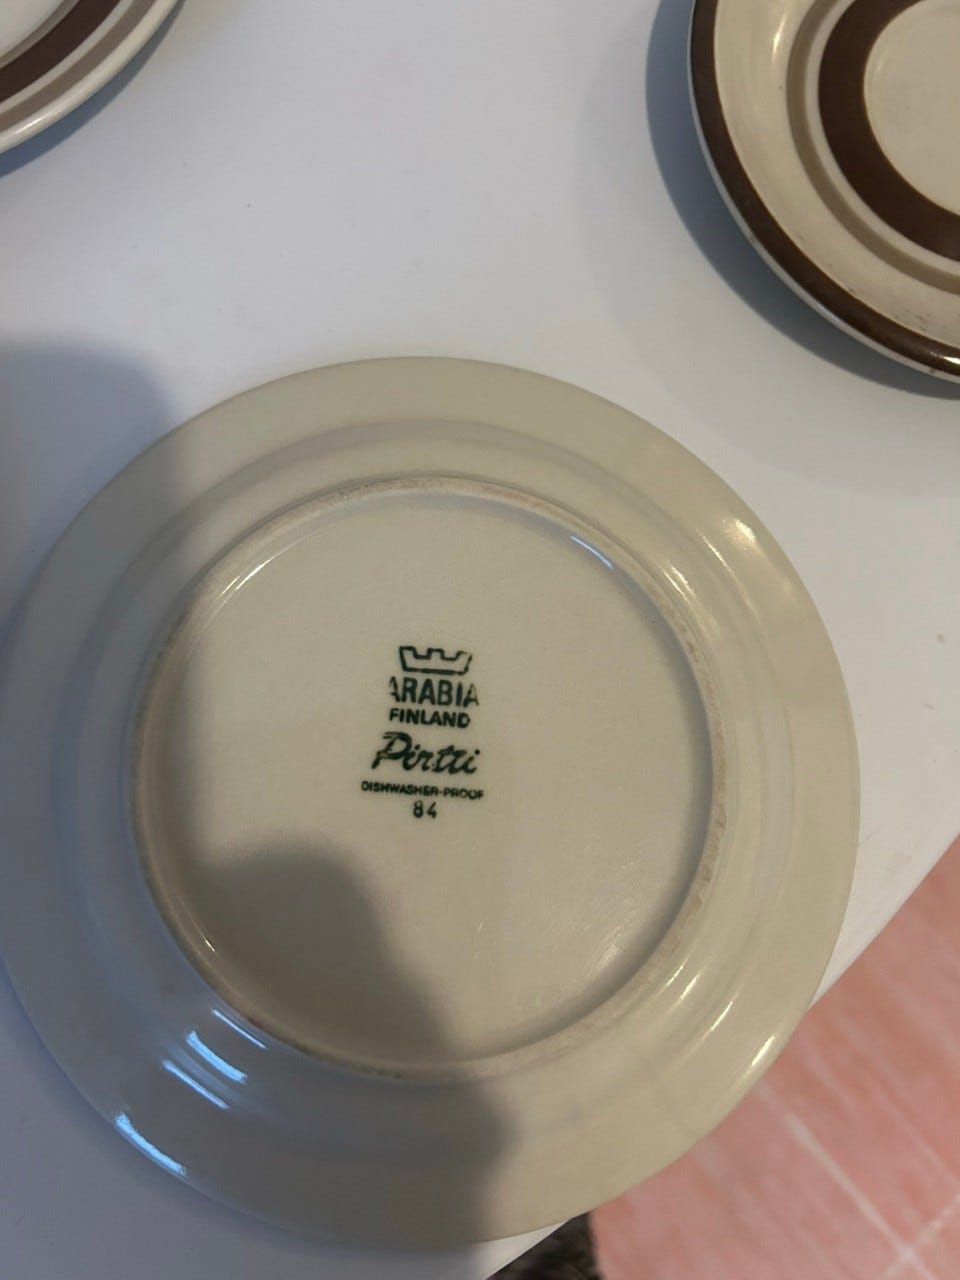 ARABIA
FINLAND
Pirtti
DISHWASHER-PROOF
84